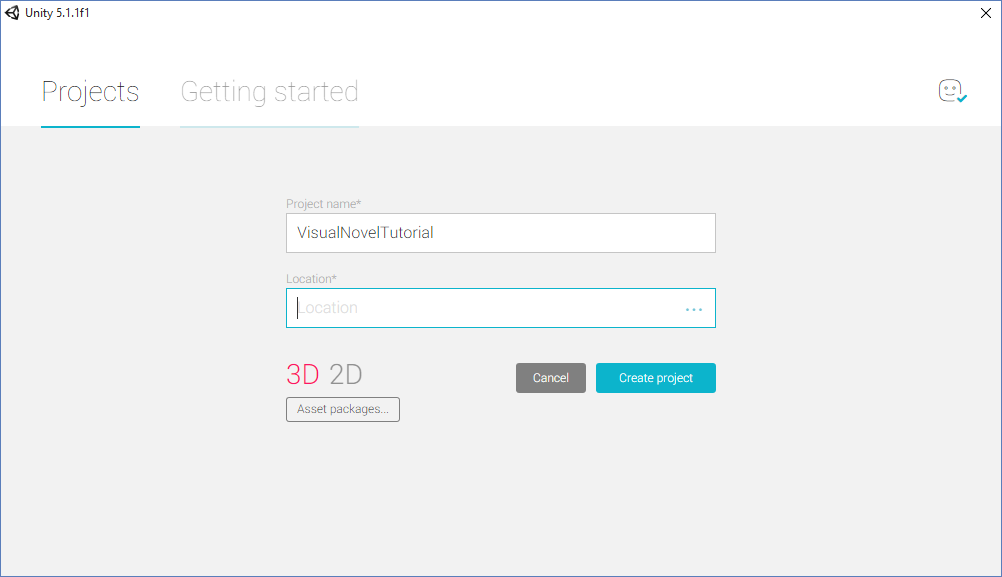 Unity 5.1.1f1
Projects Getting started
Project name*
VisualNovelTutorial
Location*
Location ...
3D 2D Cancel Create project
Asset packages...